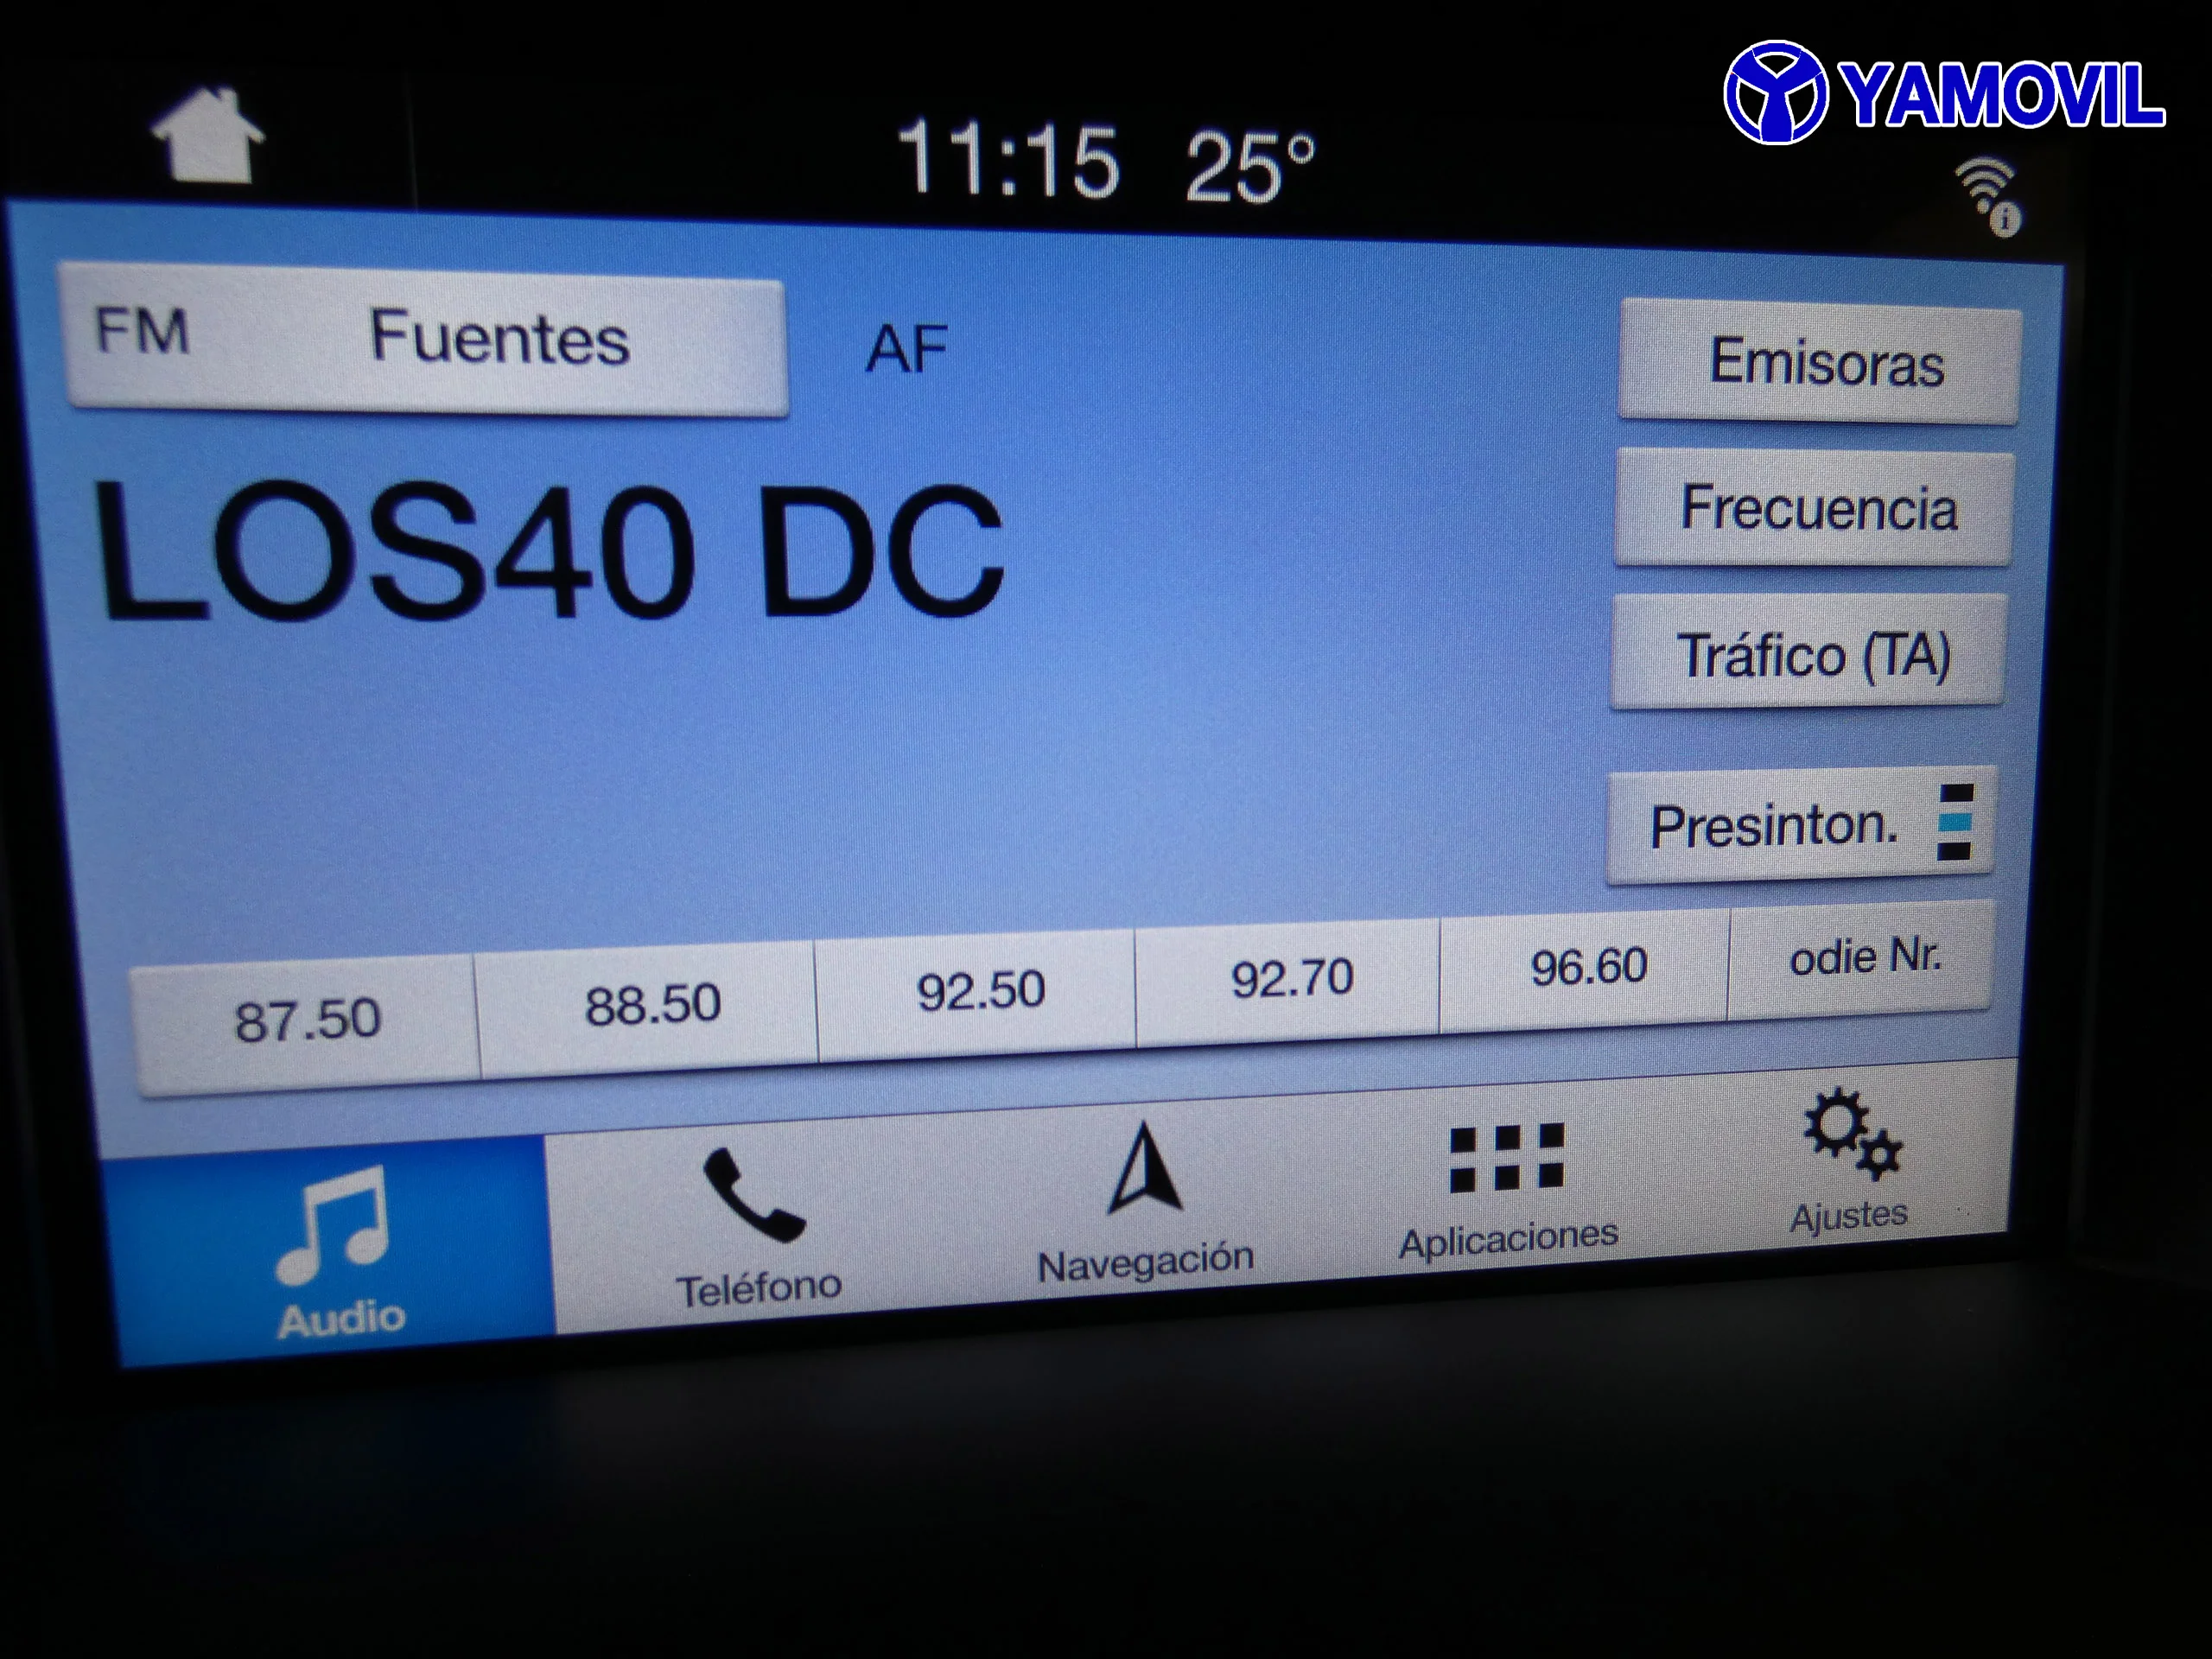 YAMOVIL
11:15 25°
FM Fuentes AF
Emisoras
LOS40 DC
Frecuencia
Tráfico (TA)
Presinton.
87.50 88.50 92.50 92.70 96.60 odie Nr.
Audio Teléfono Navegación Aplicaciones Ajustes